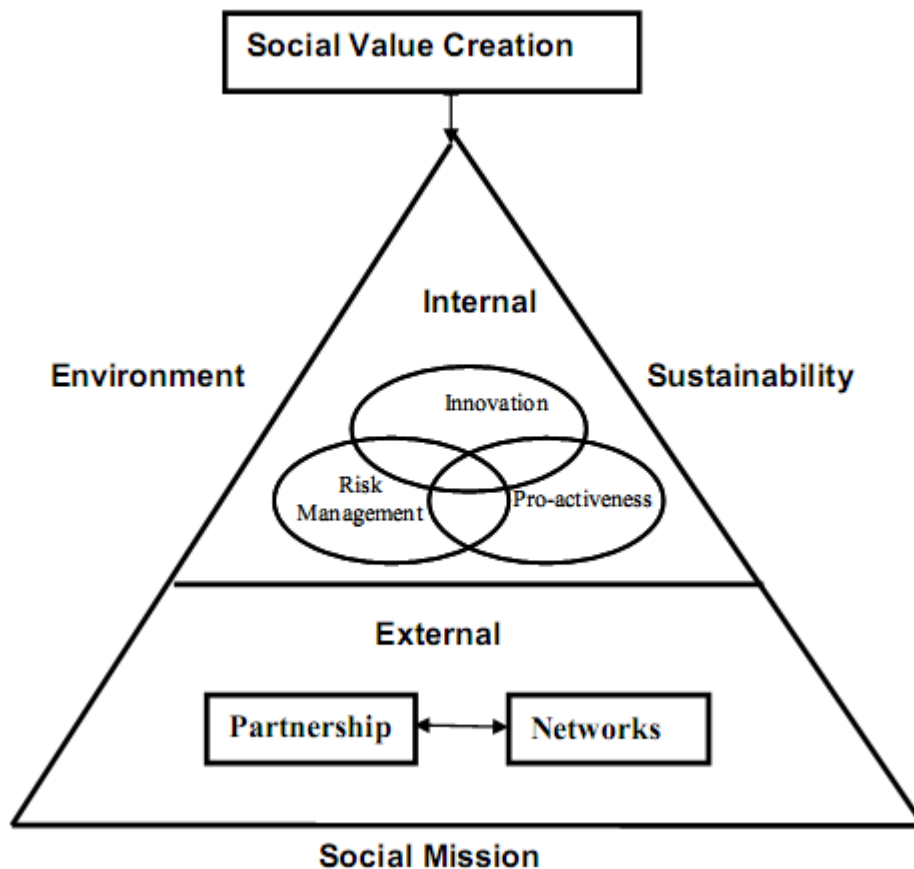 Social Value Creation
Internal
Environment
Sustainability
Innovation
Risk
Management
Pro-activeness
External
Partnership
Networks
Social Mission